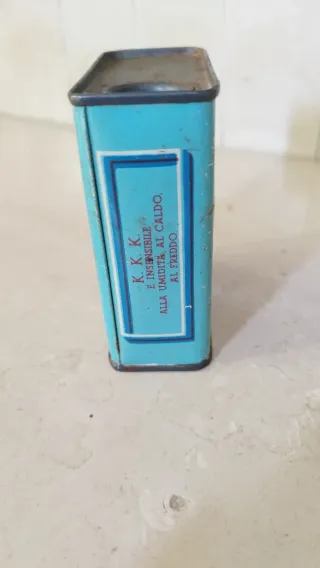 K. K. K.
E INSENSIBILE
ALLA UMIDITÀ, AL CALDO,
AL FREDDO